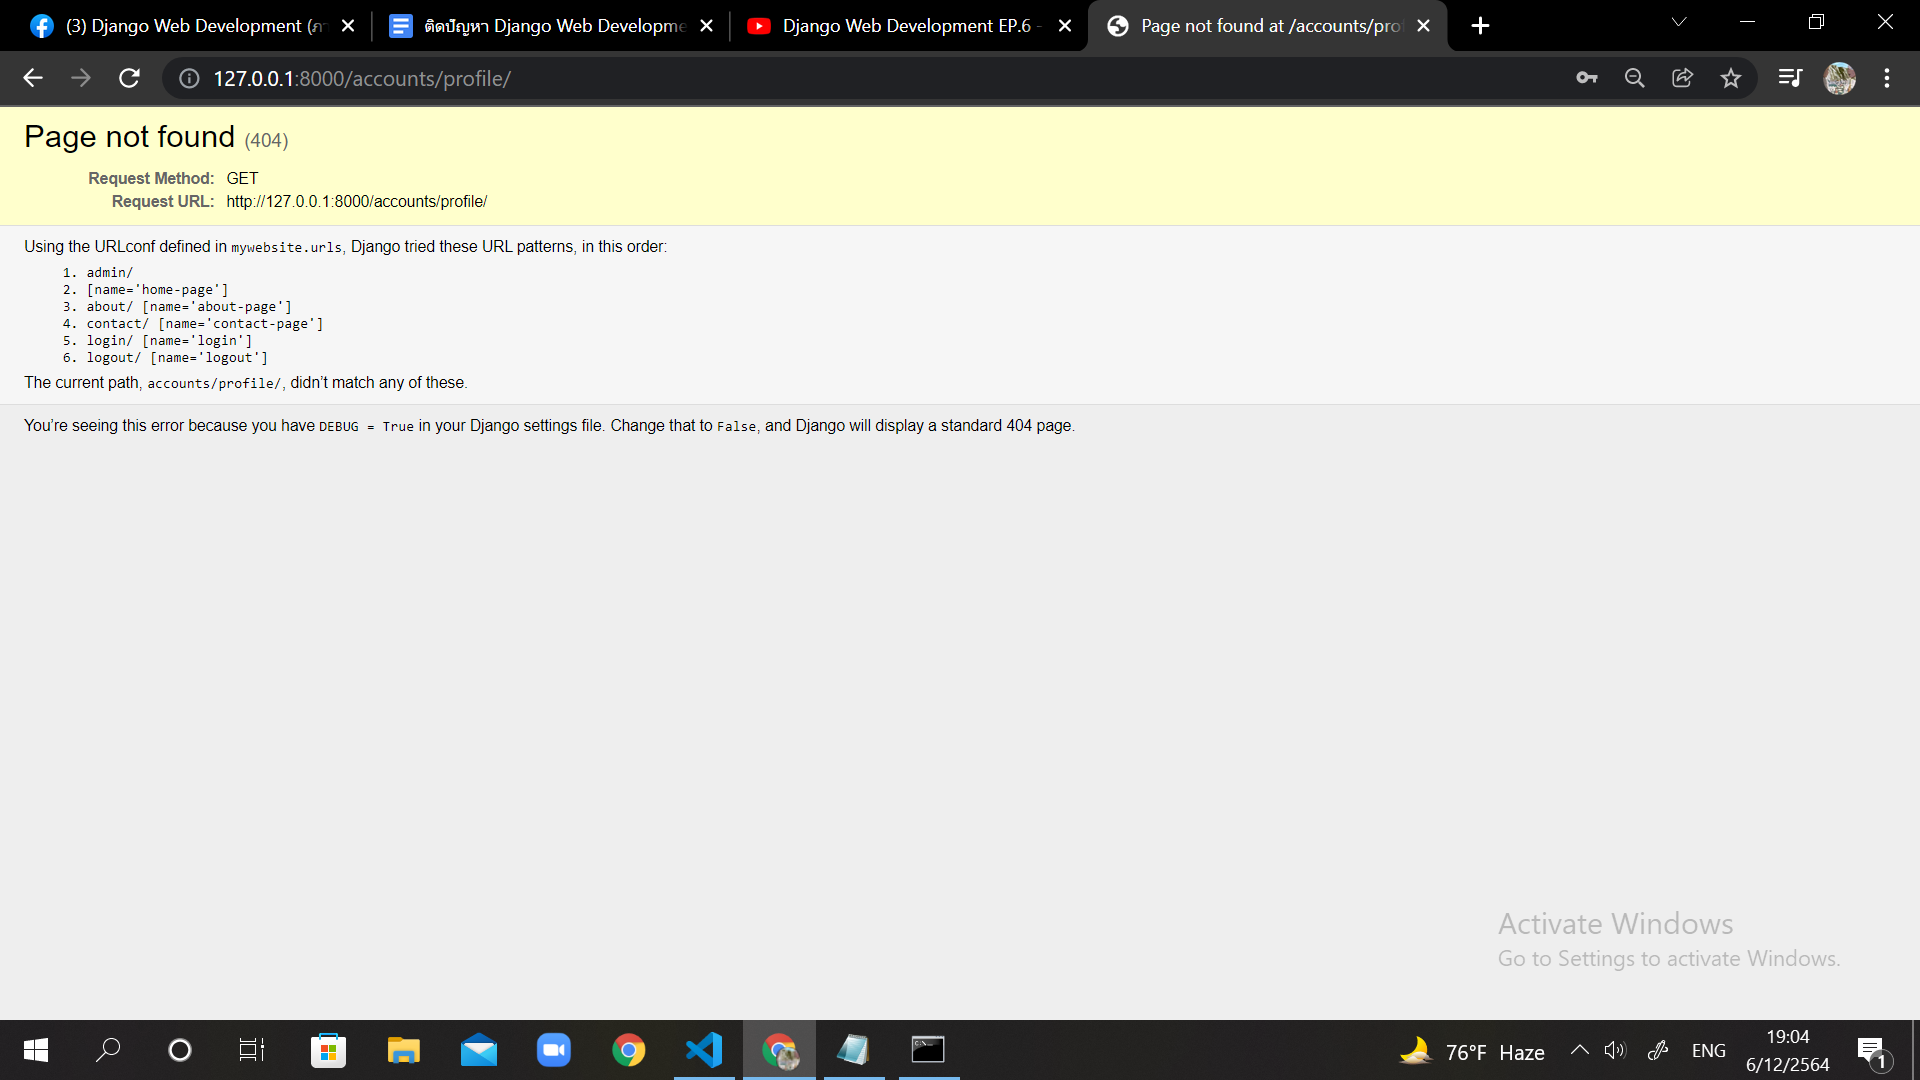 (3) Django Web Development (ภา
ติดปัญหา Django Web Developme
Django Web Development EP.6 -
Page not found at /accounts/prof
127.0.0.1:8000/accounts/profile/
Page not found (404)
Request Method: GET
Request URL: http://127.0.0.1:8000/accounts/profile/
Using the URLconf defined in mywebsite.urls, Django tried these URL patterns, in this order:
1. admin/
2. [name='home-page']
3. about/ [name='about-page']
4. contact/ [name='contact-page']
5. login/ [name='login']
6. logout/ [name='logout']
The current path, accounts/profile/, didn’t match any of these.
You’re seeing this error because you have DEBUG = True in your Django settings file. Change that to False, and Django will display a standard 404 page.
Activate Windows
Go to Settings to activate Windows.
76°F Haze
ENG
19:04
6/12/2564
1